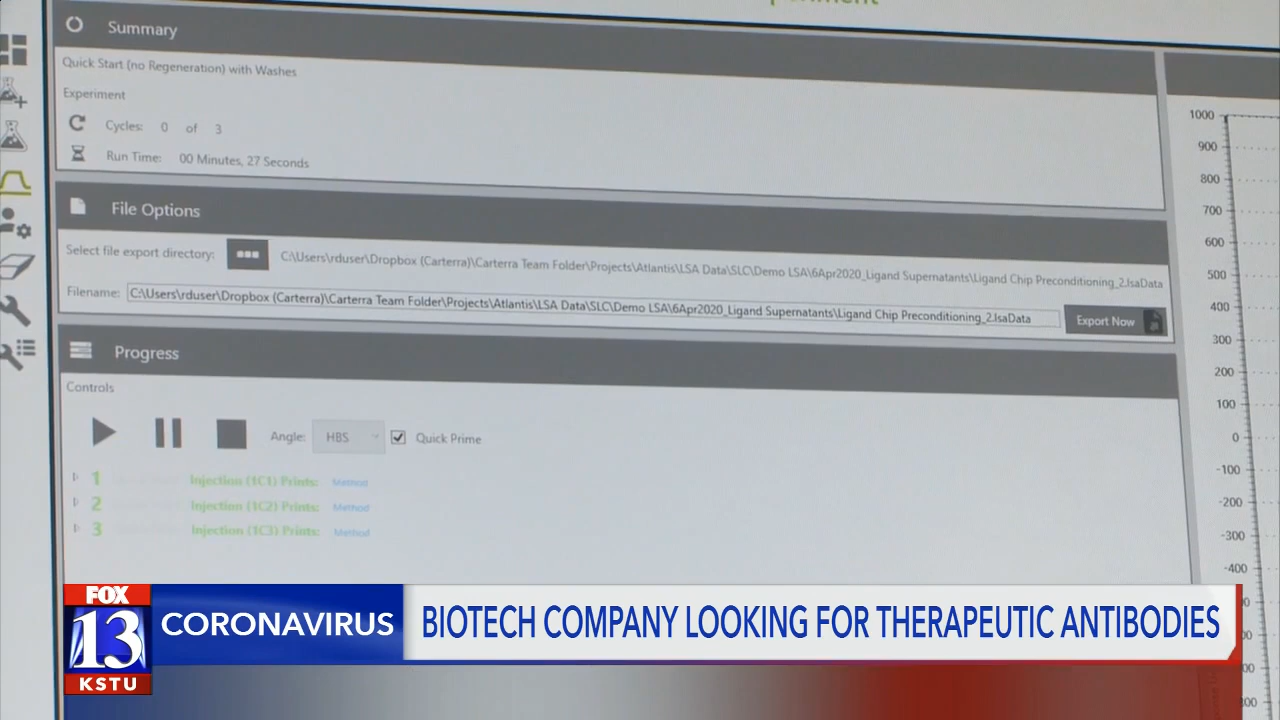 Summary
Quick Start (no Regeneration) with Washes
Experiment
Cycles: 0 of 3
Run Time: 00 Minutes, 27 Seconds
File Options
Select file export directory: C:\Users\rduser\Dropbox (Carterra)\Carterra Team Folder\Projects\Atlantis\LSA Data\SLC\Demo LSA\6Apr2020_Ligand Supernatants\Ligand Chip Preconditioning_2.lsaData
Filename: C:\Users\rduser\Dropbox (Carterra)\Carterra Team Folder\Projects\Atlantis\LSA Data\SLC\Demo LSA\6Apr2020_Ligand Supernatants\Ligand Chip Preconditioning_2.lsaData Export Now
Progress
Controls
Angle: HBS Quick Prime
1 Injection (1C1) Prints: Method
2 Injection (1C2) Prints: Method
3 Injection (1C3) Prints: Method
1000
900
800
700
600
500
400
300
200
100
0
-100
-200
-300
-400
FOX
13
KSTU
CORONAVIRUS
BIOTECH COMPANY LOOKING FOR THERAPEUTIC ANTIBODIES